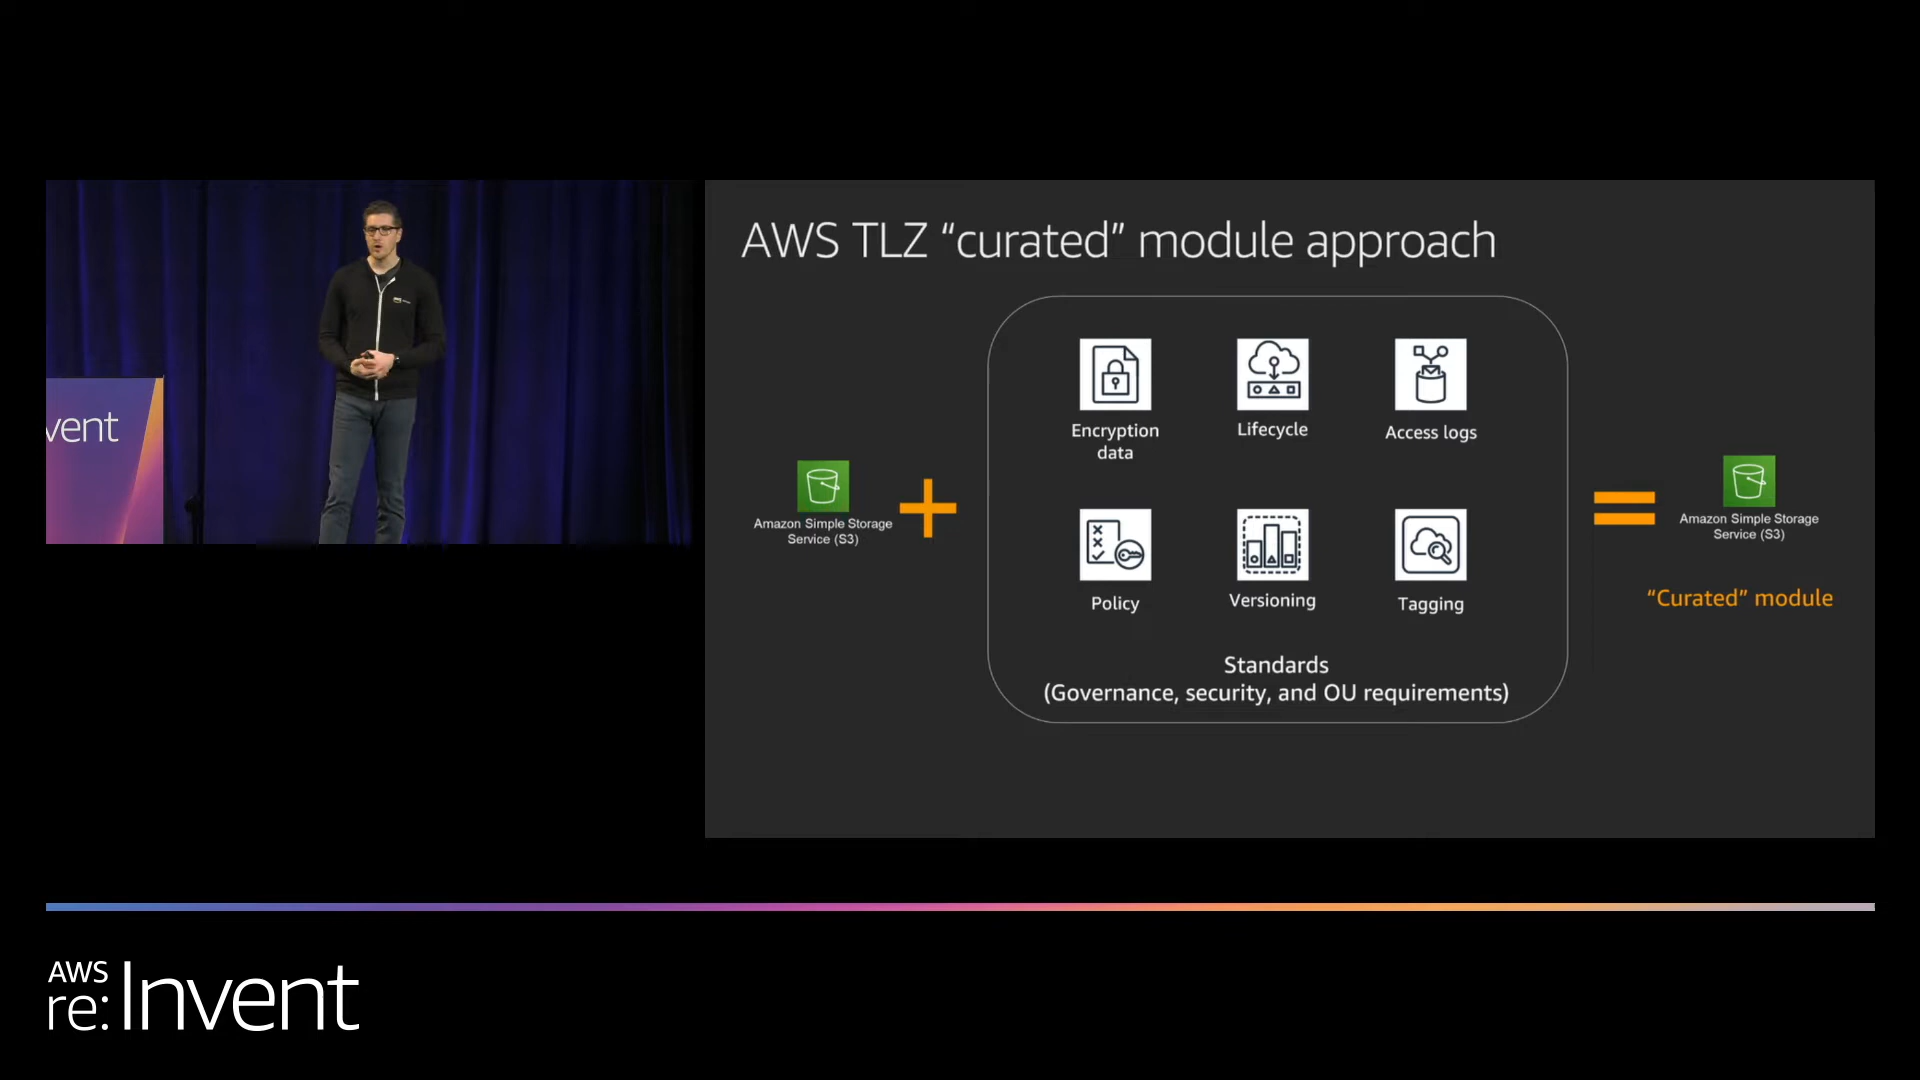 vent
AWS TLZ “curated” module approach
Encryption
data
Lifecycle
Access logs
Amazon Simple Storage
Service (S3)
Policy
Versioning
Tagging
Standards
(Governance, security, and OU requirements)
Amazon Simple Storage
Service (S3)
“Curated” module
AWS
re:Invent